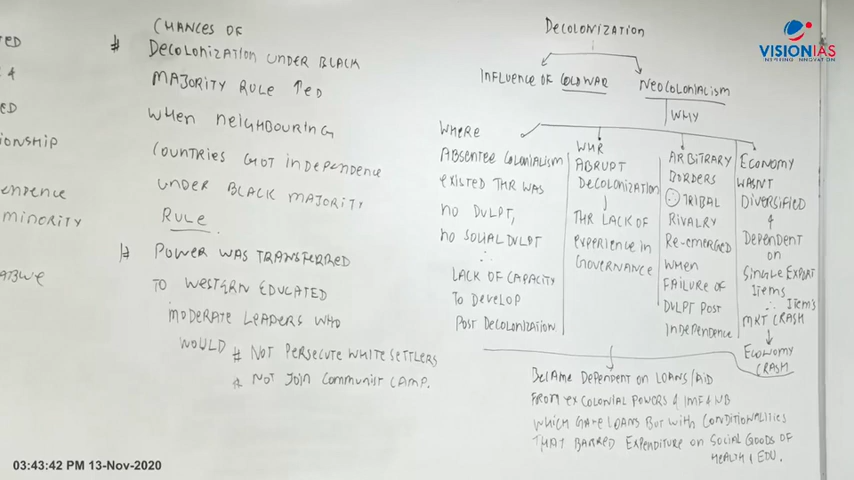 TED
&
ED
IONSHIP
ENDENCE
MINORITY
ABWE
CHANCES OF
# DECOLONIZATION UNDER BLACK
MAJORITY RULE ↑ED
WHEN NEIGHBOURING
COUNTRIES GOT INDEPENDENCE
UNDER BLACK MAJORITY
RULE.
# POWER WAS TRANSFERRED
TO WESTERN EDUCATED
MODERATE LEADERS WHO
WOULD # NOT PERSECUTE WHITE SETTLERS
# NOT JOIN COMMUNIST CAMP.
DECOLONIZATION
INFLUENCE OF COLD WAR
NEOCOLONIALISM
WHY
WHERE
ABSENTEE COLONIALISM
EXISTED THR WAS
NO DVLPT,
NO SOCIAL DVLPT
∴
LACK OF CAPACITY
TO DEVELOP
POST DECOLONIZATION
WHR
ABRUPT
DECOLONIZATION
↓
THR LACK OF
EXPERIENCE IN
GOVERNANCE
ARBITRARY
BORDERS
TRIBAL
RIVALRY
RE-EMERGED
WHEN
FAILURE OF
DVLPT POST
INDEPENDENCE
ECONOMY
WASNT
DIVERSIFIED
&
DEPENDENT
ON
SINGLE EXPORT
ITEMS
∴ ITEM'S
MKT CRASH
↓
ECONOMY
CRASH
BECAME DEPENDENT ON LOANS/AID
FROM EX COLONIAL POWERS & IMF & WB
WHICH GAVE LOANS BUT WITH CONDITIONALITIES
THAT BARRED EXPENDITURE ON SOCIAL GOODS OF
HEALTH & EDU.
VISIONIAS
INSPIRING INNOVATION
03:43:42 PM 13-Nov-2020